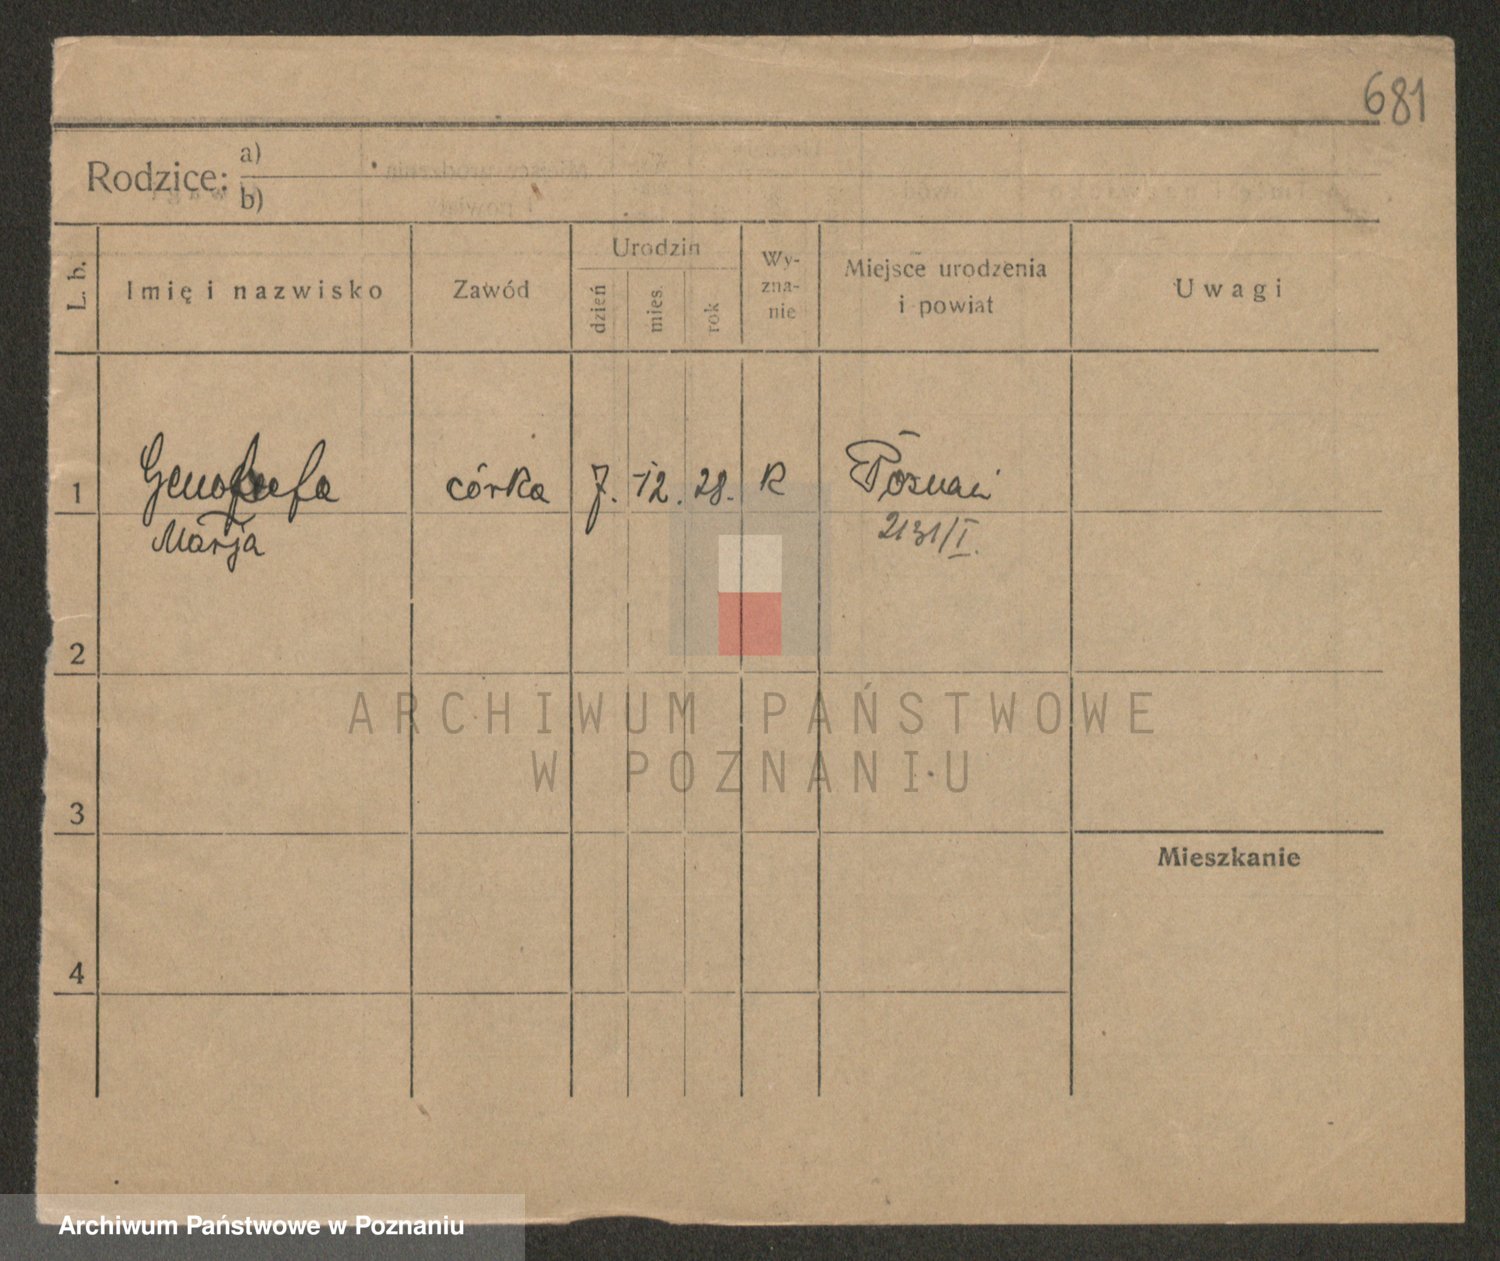 681
Rodzice: a)
b)
L. b.
Imię i nazwisko
Zawód
Urodzin
dzień
mies.
rok
Wy-
zna-
nie
Miejsce urodzenia
i powiat
Uwagi
1 Genofeefa córka 7. 12. 28. R Poznań
Marja 2131/I.
2
3
Mieszkanie
4
ARCHIWUM PAŃSTWOWE
W POZNANIU
Archiwum Państwowe w Poznaniu